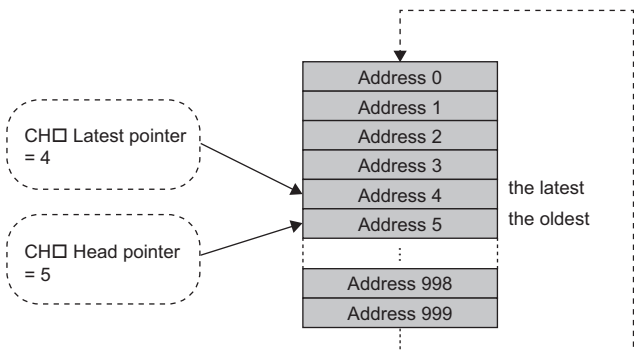 Address 0
Address 1
Address 2
Address 3
Address 4
Address 5
⋮
Address 998
Address 999
CH□ Latest pointer
= 4
CH□ Head pointer
= 5
the latest
the oldest